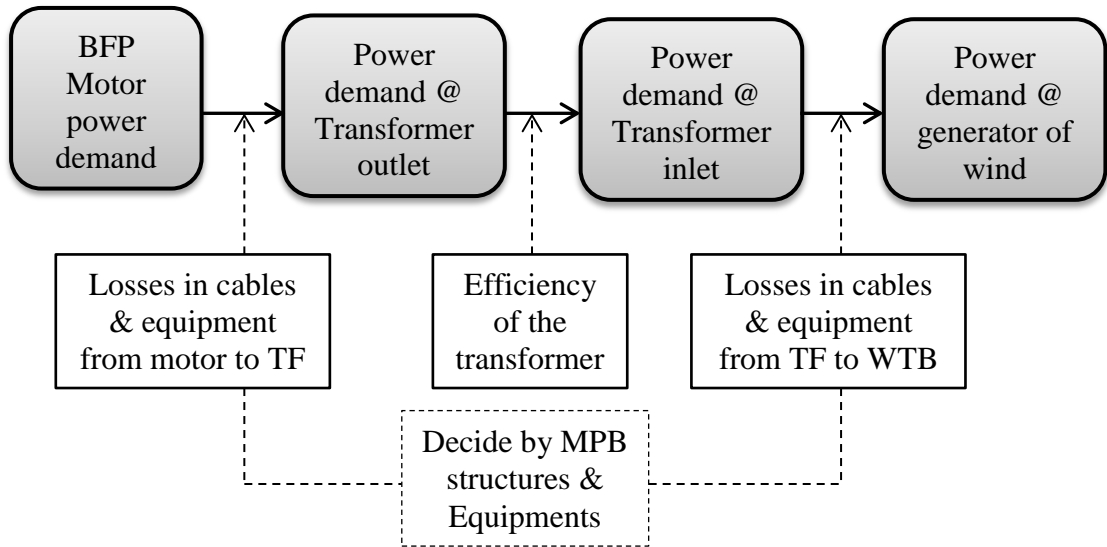 BFP
Motor
power
demand
Power
demand @
Transformer
outlet
Power
demand @
Transformer
inlet
Power
demand @
generator of
wind
Losses in cables
& equipment
from motor to TF
Efficiency
of the
transformer
Losses in cables
& equipment
from TF to WTB
Decide by MPB
structures &
Equipments